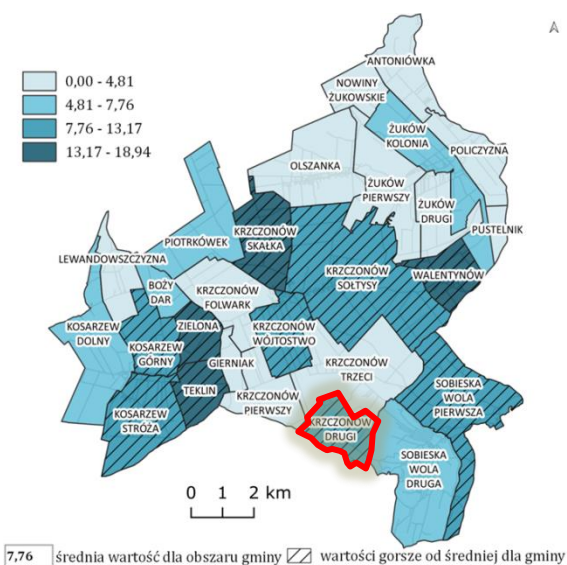 0,00 - 4,81
4,81 - 7,76
7,76 - 13,17
13,17 - 18,94
ANTONIÓWKA
NOWINY
ŻUKOWSKIE
ŻUKÓW
KOLONIA
POLICZYZNA
OLSZANKA
ŻUKÓW
PIERWSZY
ŻUKÓW
DRUGI
PUSTELNIK
PIOTRKÓWEK
KRZCZONÓW
SKAŁKA
LEWANDOWSZCZYZNA
KRZCZONÓW
SOŁTYSY
WALENTYNÓW
BOŻY
DAR
KRZCZONÓW
FOLWARK
KOSARZEW
DOLNY
ZIELONA
KRZCZONÓW
WÓJTOSTWO
KOSARZEW
GÓRNY
GIERNIAK
KRZCZONÓW
TRZECI
TEKLIN
KRZCZONÓW
PIERWSZY
SOBIESKA
WOLA
PIERWSZA
KOSARZEW
STRÓŻA
KRZCZONÓW
DRUGI
SOBIESKA
WOLA
DRUGA
0 1 2 km
7,76 średnia wartość dla obszaru gminy wartości gorsze od średniej dla gminy